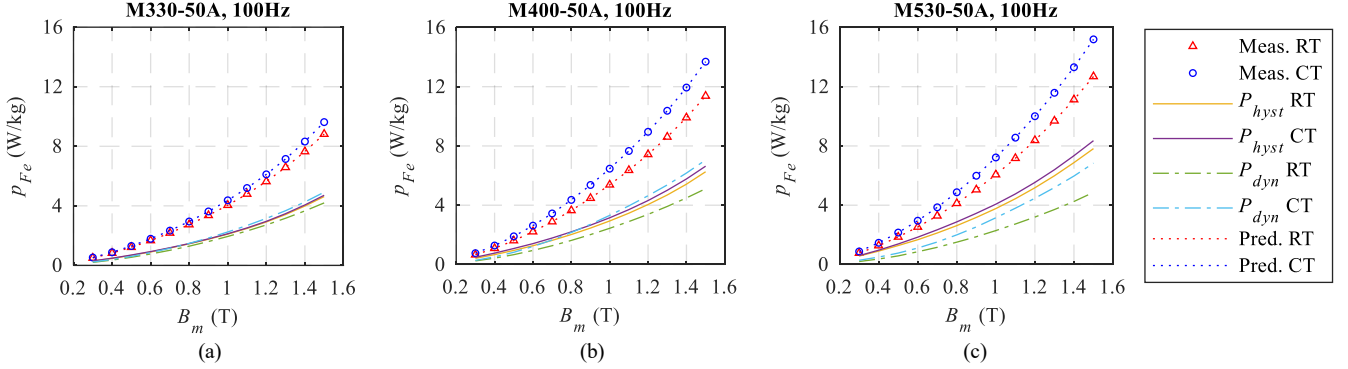 M330-50A, 100Hz
16
12
8
4
0
p_Fe (W/kg)
0.2 0.4 0.6 0.8 1 1.2 1.4 1.6
B_m (T)
(a)
M400-50A, 100Hz
16
12
8
4
0
p_Fe (W/kg)
0.2 0.4 0.6 0.8 1 1.2 1.4 1.6
B_m (T)
(b)
M530-50A, 100Hz
16
12
8
4
0
p_Fe (W/kg)
0.2 0.4 0.6 0.8 1 1.2 1.4 1.6
B_m (T)
(c)
Meas. RT
Meas. CT
P_hyst RT
P_hyst CT
P_dyn RT
P_dyn CT
Pred. RT
Pred. CT